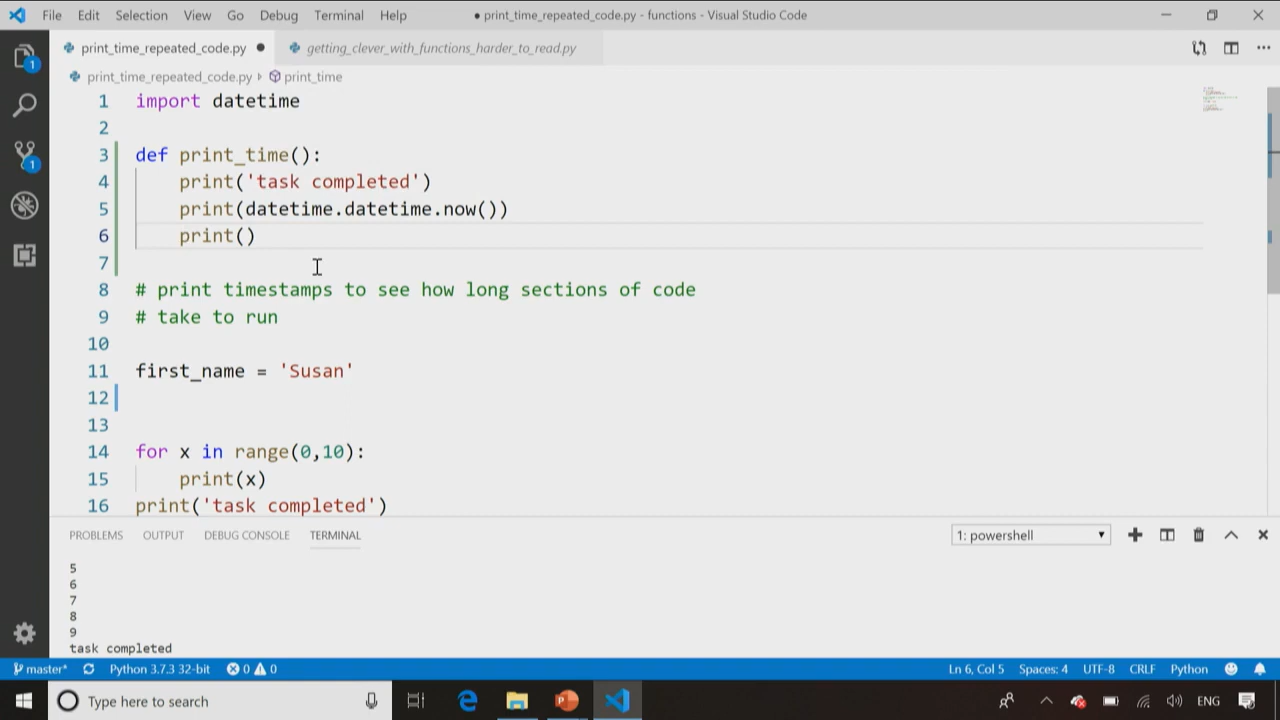 File Edit Selection View Go Debug Terminal Help
● print_time_repeated_code.py - functions - Visual Studio Code
print_time_repeated_code.py ●
getting_clever_with_functions_harder_to_read.py
print_time_repeated_code.py print_time
1 import datetime
2
3 def print_time():
4 print('task completed')
5 print(datetime.datetime.now())
6 print()
7
8 # print timestamps to see how long sections of code
9 # take to run
10
11 first_name = 'Susan'
12
13
14 for x in range(0,10):
15 print(x)
16 print('task completed')
PROBLEMS OUTPUT DEBUG CONSOLE TERMINAL
1: powershell
5
6
7
8
9
task completed
master* Python 3.7.3 32-bit 0 0
Ln 6, Col 5 Spaces: 4 UTF-8 CRLF Python
Type here to search
ENG
1
1